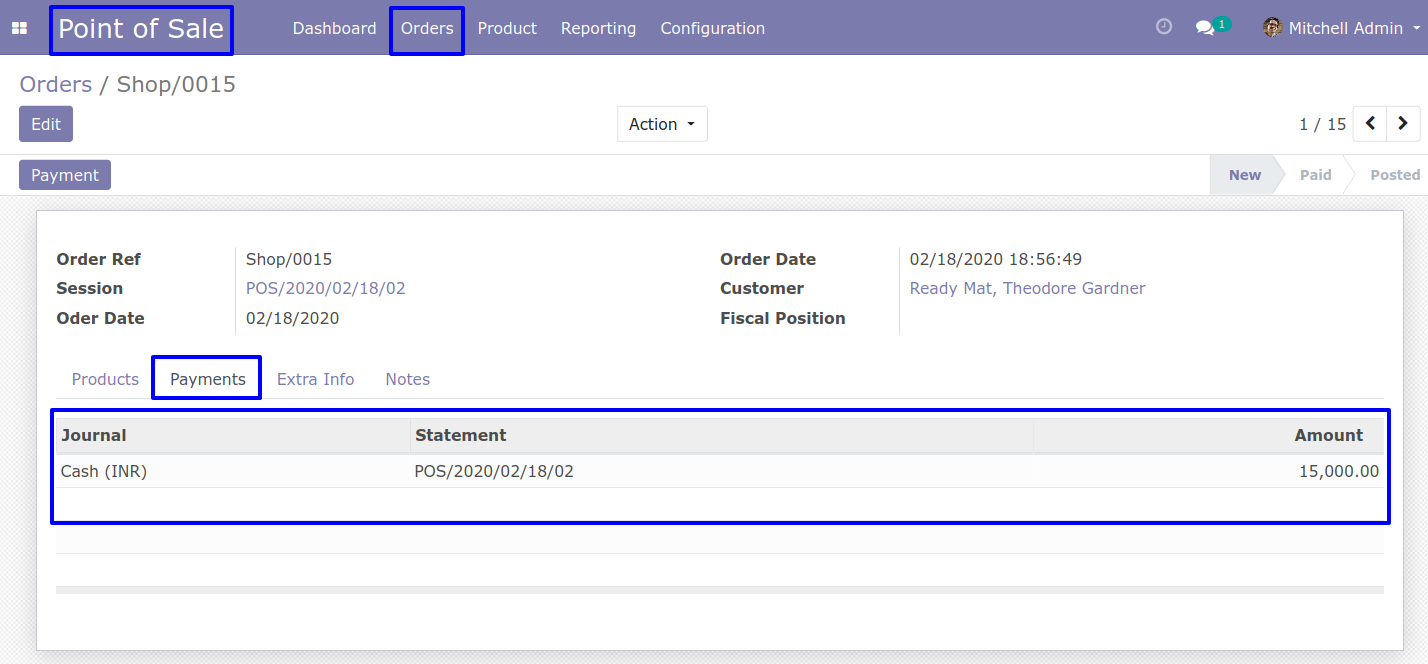 Point of Sale Dashboard Orders Product Reporting Configuration 1 Mitchell Admin
Orders / Shop/0015
Edit Action 1 / 15
Payment New Paid Posted
Order Ref Shop/0015 Order Date 02/18/2020 18:56:49
Session POS/2020/02/18/02 Customer Ready Mat, Theodore Gardner
Oder Date 02/18/2020 Fiscal Position
Products Payments Extra Info Notes
Journal Statement Amount
Cash (INR) POS/2020/02/18/02 15,000.00